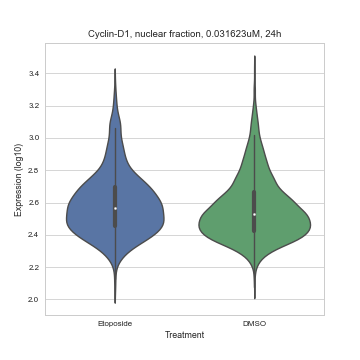 Cyclin-D1, nuclear fraction, 0.031623uM, 24h
Expression (log10)
3.4
3.2
3.0
2.8
2.6
2.4
2.2
2.0
Etoposide
DMSO
Treatment